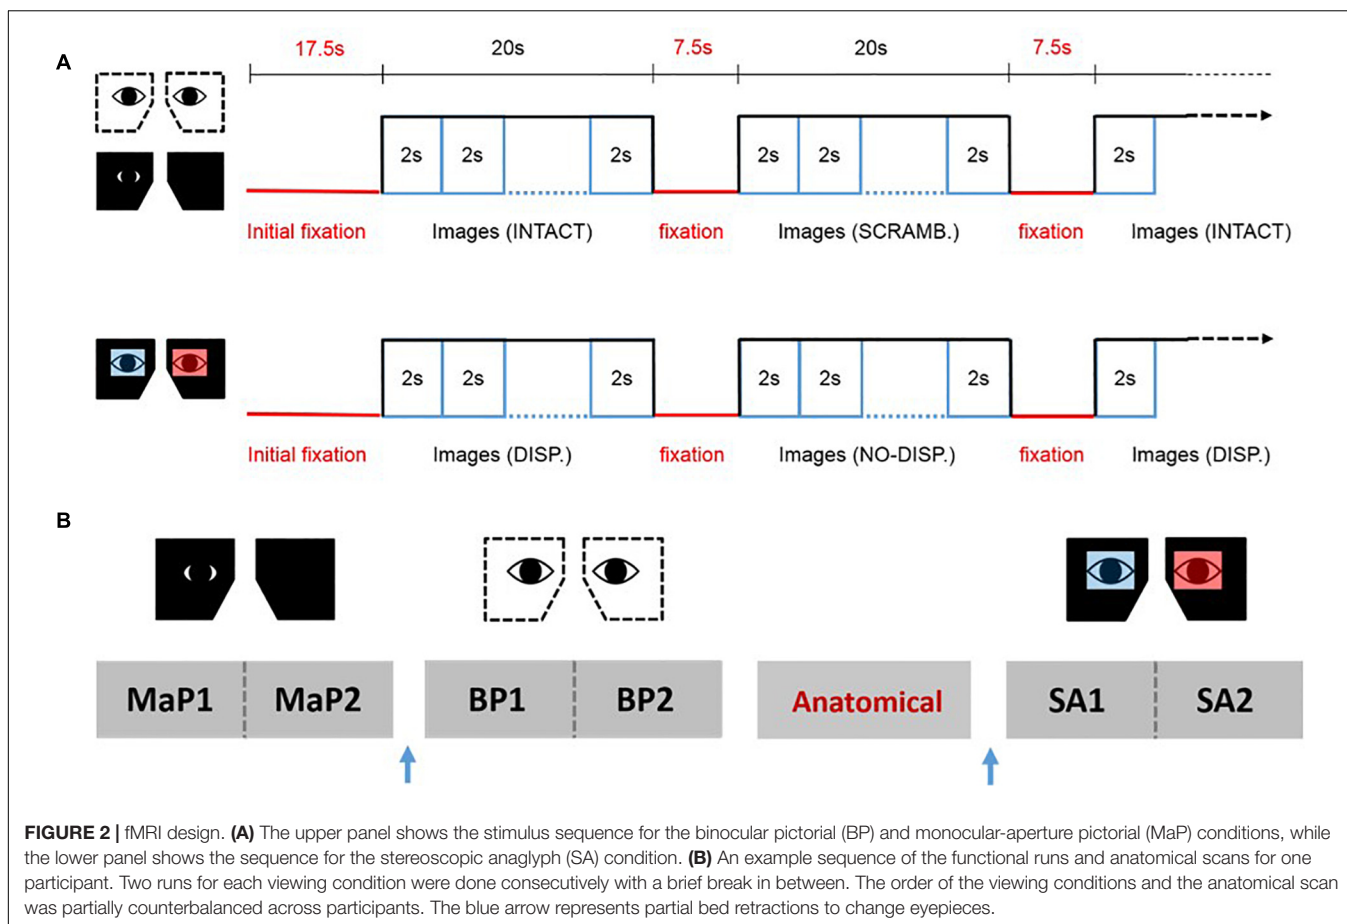 A
17.5s 20s 7.5s 20s 7.5s
2s 2s 2s 2s 2s 2s 2s
Initial fixation Images (INTACT) fixation Images (SCRAMB.) fixation Images (INTACT)
2s 2s 2s 2s 2s 2s 2s
Initial fixation Images (DISP.) fixation Images (NO-DISP.) fixation Images (DISP.)
B
MaP1 MaP2 BP1 BP2 Anatomical SA1 SA2
FIGURE 2 | fMRI design. (A) The upper panel shows the stimulus sequence for the binocular pictorial (BP) and monocular-aperture pictorial (MaP) conditions, while
the lower panel shows the sequence for the stereoscopic anaglyph (SA) condition. (B) An example sequence of the functional runs and anatomical scans for one
participant. Two runs for each viewing condition were done consecutively with a brief break in between. The order of the viewing conditions and the anatomical scan
was partially counterbalanced across participants. The blue arrow represents partial bed retractions to change eyepieces.